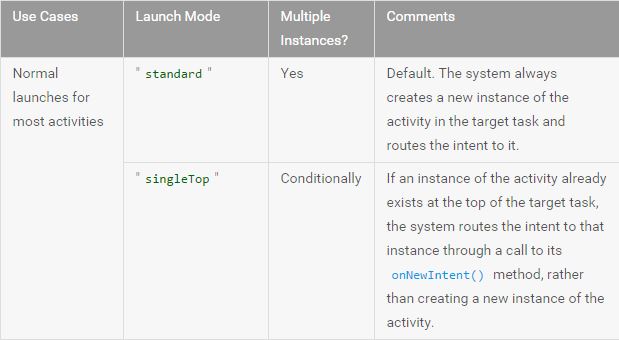 Use Cases
Launch Mode
Multiple
Instances?
Comments
Normal
launches for
most activities
" standard "
Yes
Default. The system always
creates a new instance of the
activity in the target task and
routes the intent to it.
" singleTop "
Conditionally
If an instance of the activity already
exists at the top of the target task,
the system routes the intent to that
instance through a call to its
onNewIntent() method, rather
than creating a new instance of the
activity.